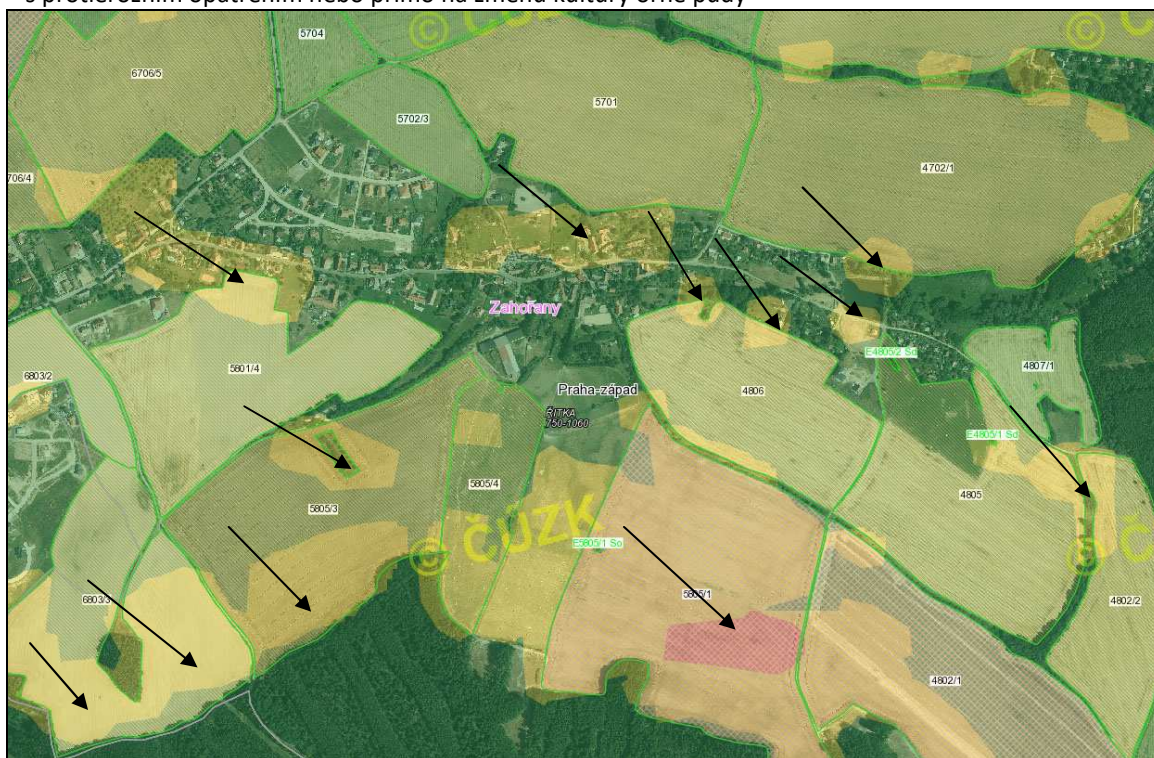 s protierozním opatřením nebo přímo na změnu kultury orné půdy
© ČÚZK
© Č
5704
6706/5
5701
5702/3
4702/1
706/4
Zahořany
E4805/2 So
6803/2
5801/4
4807/1
Praha-západ
4806
ŘITKA
750-1060
E4805/1 So
5805/4
4805
5805/3
© ČÚZK
© Č
E5805/1 So
5805/1
6803/3
4802/2
4802/1